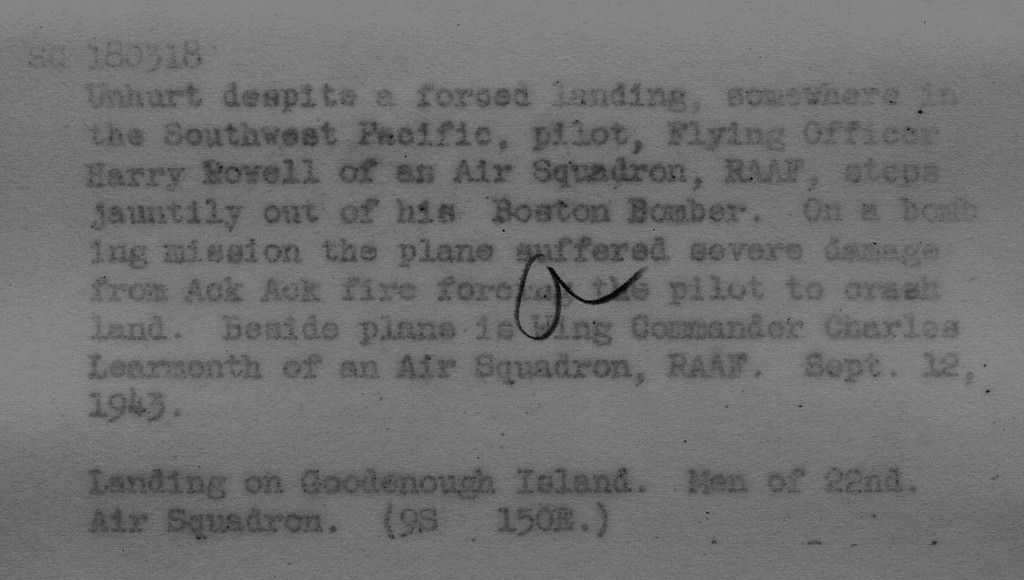 SC 180318
Unhurt despite a forced landing, somewhere in
the Southwest Pacific, pilot, Flying Officer
Harry Rowell of an Air Squadron, RAAF, steps
jauntily out of his Boston Bomber. On a bomb
ing mission the plane suffered severe damage
from Ack Ack fire forcing the pilot to crash
land. Beside plane is Wing Commander Charles
Learmonth of an Air Squadron, RAAF. Sept. 12,
1943.
Landing on Goodenough Island. Men of 22nd.
Air Squadron. (9S 150E.)